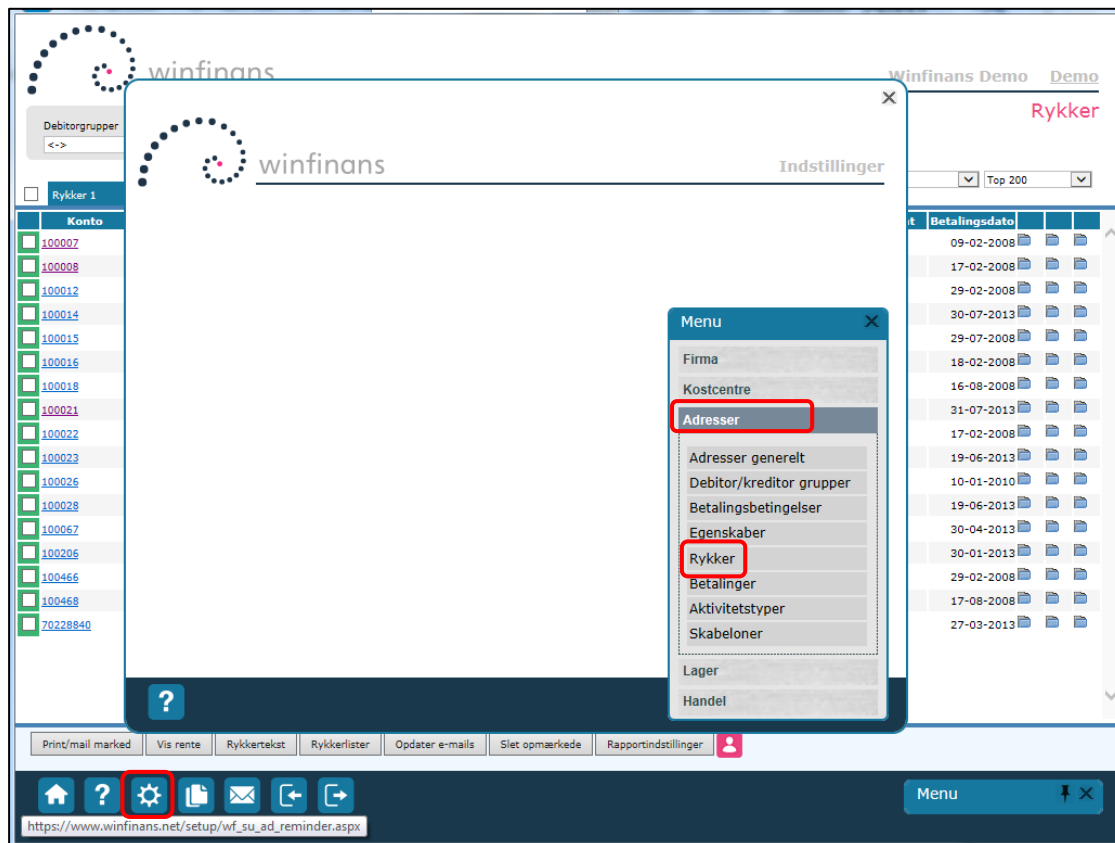 winfinans
Winfinans Demo Demo
Rykker
Debitorgrupper
<->
winfinans
Indstillinger
Top 200
Rykker 1
Konto
Betalingsdato
100007 09-02-2008
100008 17-02-2008
100012 29-02-2008
100014 30-07-2013
100015 29-07-2008
100016 18-02-2008
100018 16-08-2008
100021 31-07-2013
100022 17-02-2008
100023 19-06-2013
100026 10-01-2010
100028 19-06-2013
100067 30-04-2013
100206 30-01-2013
100466 29-02-2008
100468 17-08-2008
70228840 27-03-2013
Menu
Firma
Kostcentre
Adresser
Adresser generelt
Debitor/kreditor grupper
Betalingsbetingelser
Egenskaber
Rykker
Betalinger
Aktivitetstyper
Skabeloner
Lager
Handel
?
Print/mail marked Vis rente Rykkertekst Rykkerlister Opdater e-mails Slet opmærkede Rapportindstillinger
?
Menu
https://www.winfinans.net/setup/wf_su_ad_reminder.aspx